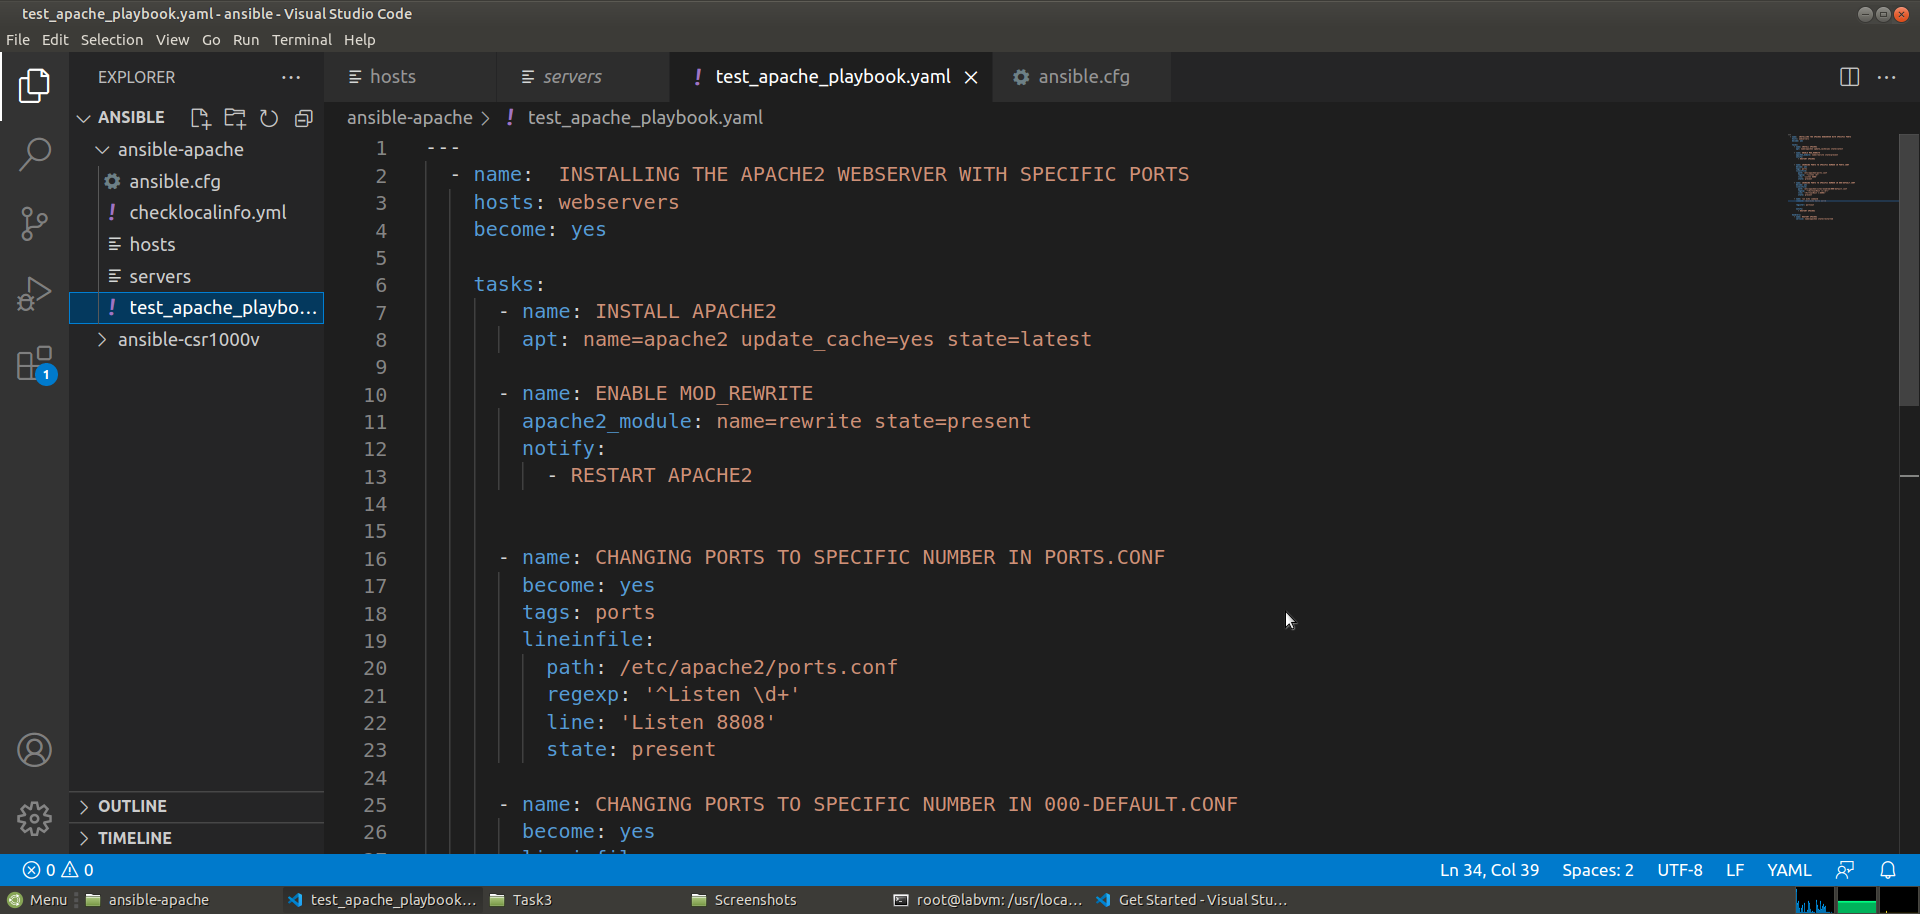 test_apache_playbook.yaml - ansible - Visual Studio Code
File Edit Selection View Go Run Terminal Help
EXPLORER
ANSIBLE
ansible-apache
ansible.cfg
checklocalinfo.yml
hosts
servers
test_apache_playbo...
ansible-csr1000v
1
OUTLINE
TIMELINE
hosts
servers
! test_apache_playbook.yaml
ansible.cfg
ansible-apache > ! test_apache_playbook.yaml
1 ---
2 - name:  INSTALLING THE APACHE2 WEBSERVER WITH SPECIFIC PORTS
3 hosts: webservers
4 become: yes
5
6 tasks:
7 - name: INSTALL APACHE2
8 apt: name=apache2 update_cache=yes state=latest
9
10 - name: ENABLE MOD_REWRITE
11 apache2_module: name=rewrite state=present
12 notify:
13 - RESTART APACHE2
14
15
16 - name: CHANGING PORTS TO SPECIFIC NUMBER IN PORTS.CONF
17 become: yes
18 tags: ports
19 lineinfile:
20 path: /etc/apache2/ports.conf
21 regexp: '^Listen \d+'
22 line: 'Listen 8808'
23 state: present
24
25 - name: CHANGING PORTS TO SPECIFIC NUMBER IN 000-DEFAULT.CONF
26 become: yes
0 0
Ln 34, Col 39 Spaces: 2 UTF-8 LF YAML
Menu ansible-apache test_apache_playbook... Task3 Screenshots root@labvm: /usr/loca... Get Started - Visual Stu...